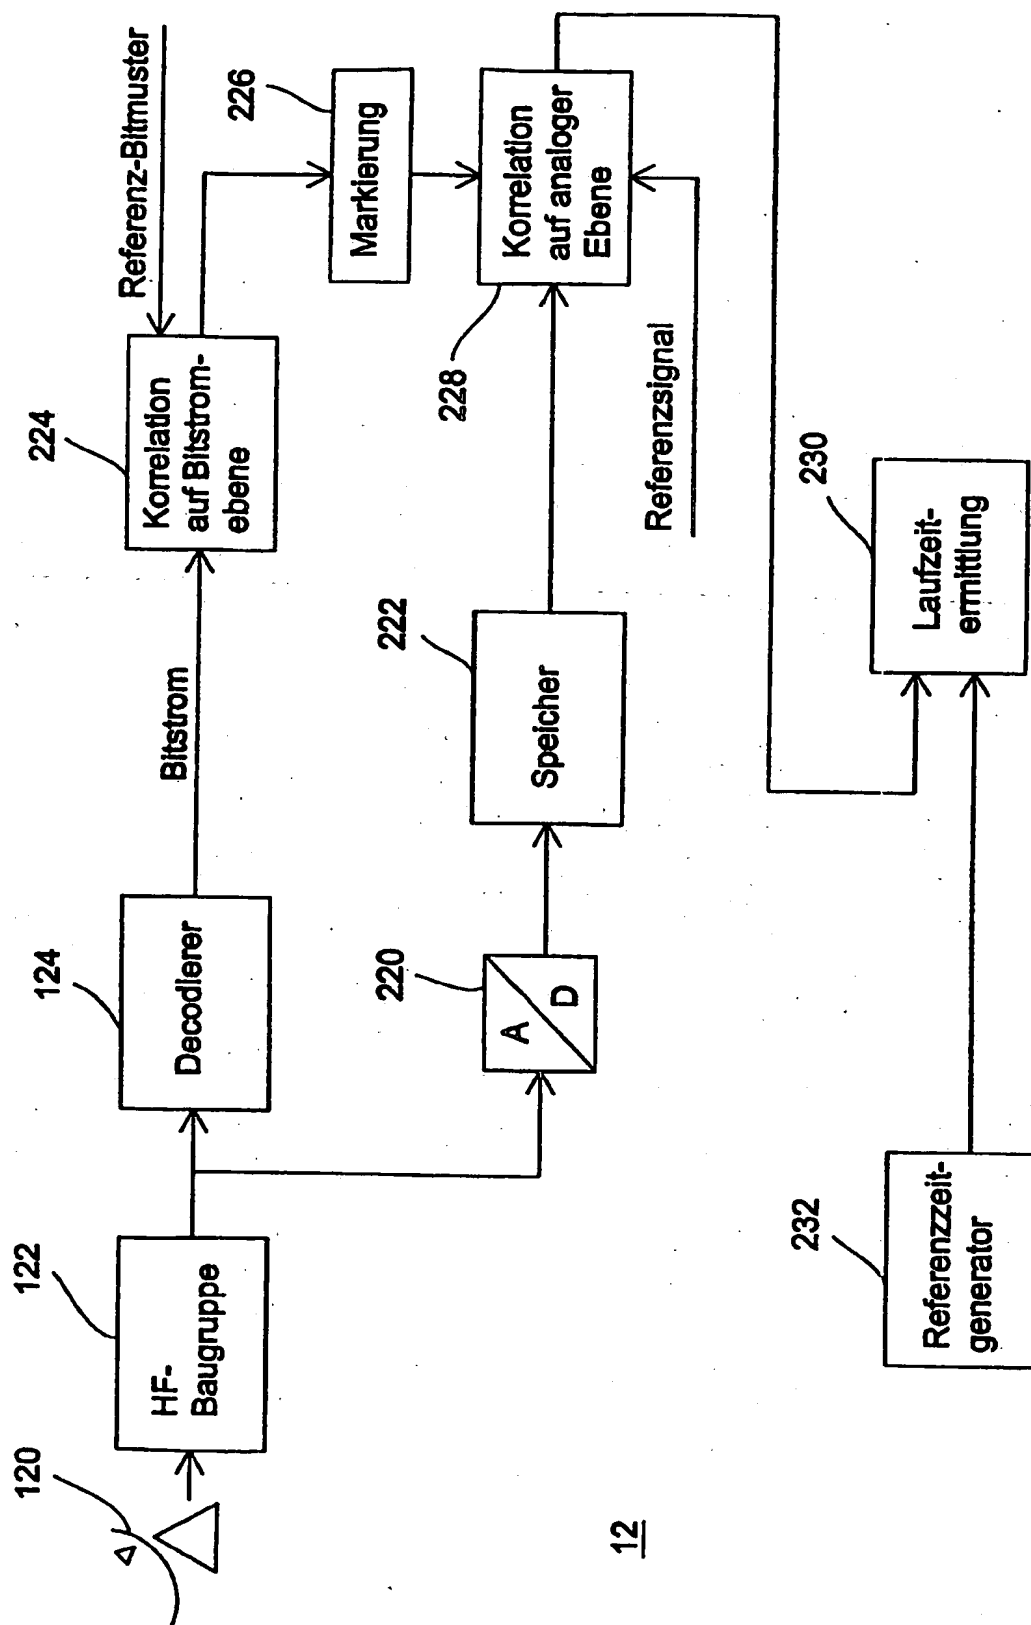 120
122
HF-
Baugruppe
124
Decodierer
Bitstrom
224
Korrelation
auf Bitstrom-
ebene
Referenz-Bitmuster
226
Markierung
220
A
D
222
Speicher
228
Korrelation
auf analoger
Ebene
Referenzsignal
232
Referenzzeit-
generator
230
Laufzeit-
ermittlung
12